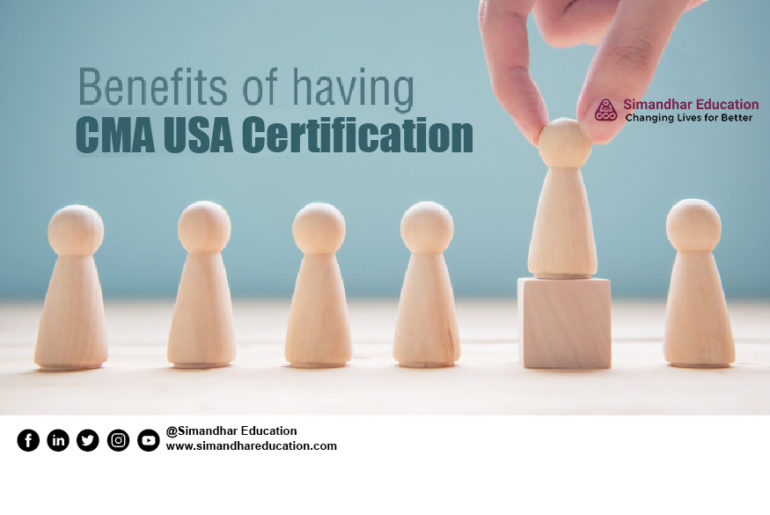 Benefits of having
CMA USA Certification
Simandhar Education
Changing Lives for Better
@Simandhar Education
www.simandhareducation.com